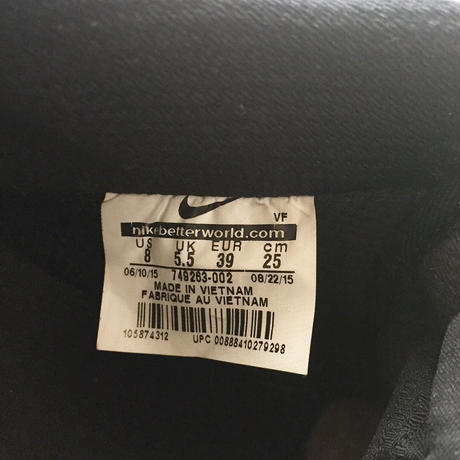 VF
nikebetterworld.com
US UK EUR cm
8 5.5 39 25
06/10/15 749263-002 08/22/15
MADE IN VIETNAM
FABRIQUE AU VIETNAM
105874312 UPC 00888410279298